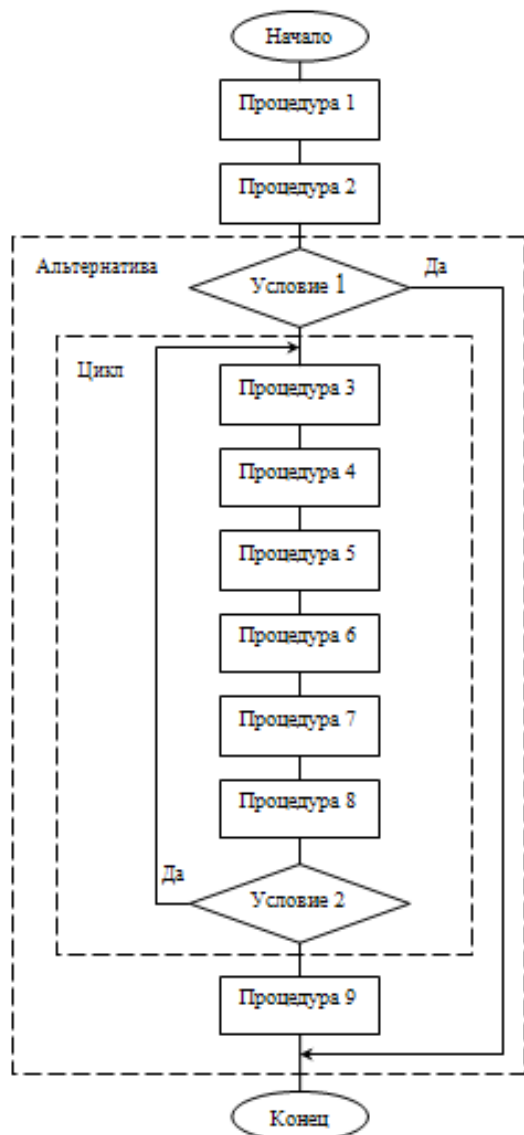 Начало
Процедура 1
Процедура 2
Альтернатива
Условие 1
Да
Цикл
Процедура 3
Процедура 4
Процедура 5
Процедура 6
Процедура 7
Процедура 8
Да
Условие 2
Процедура 9
Конец